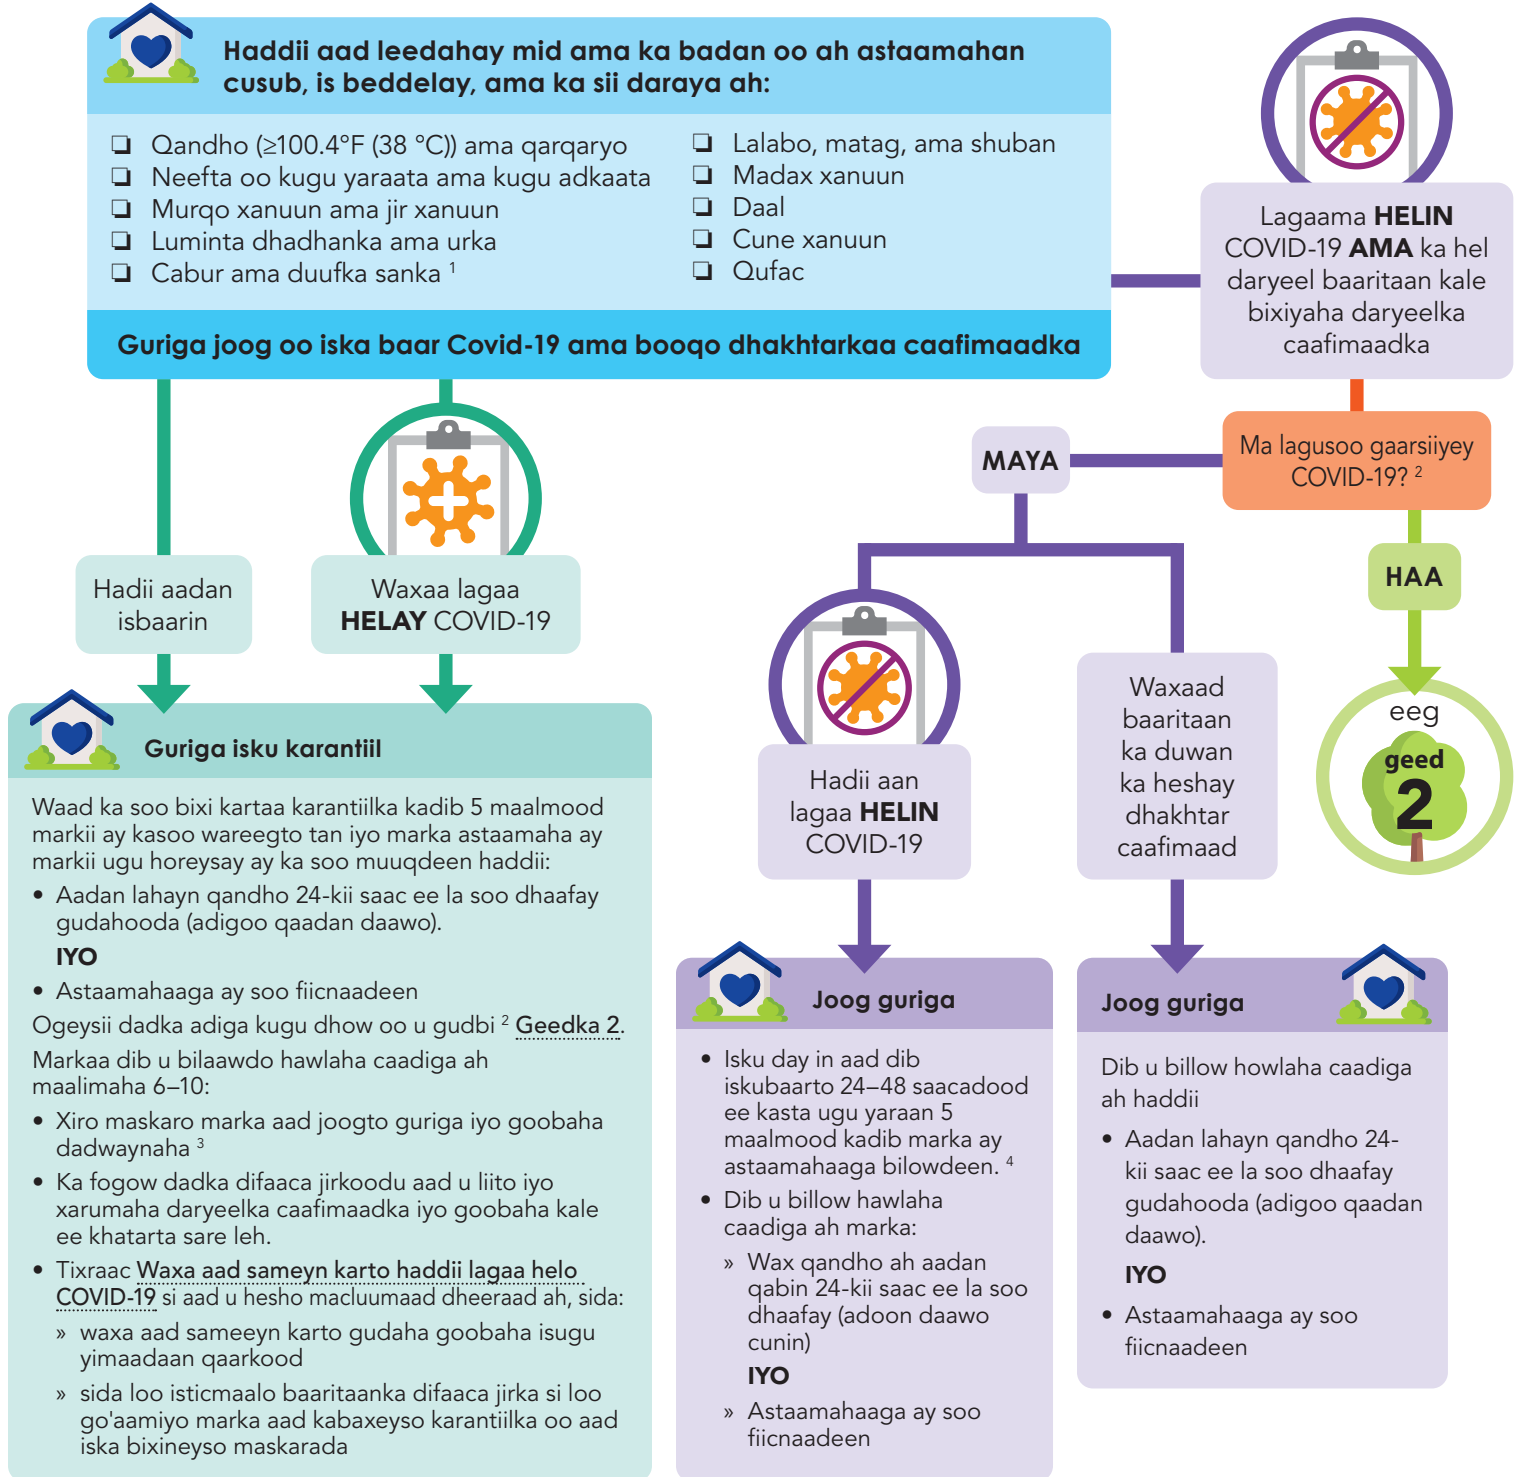 Haddii aad leedahay mid ama ka badan oo ah astaamahan
cusub, is beddelay, ama ka sii daraya ah:
❏ Qandho (≥100.4°F (38 °C)) ama qarqaryo
❏ Neefta oo kugu yaraata ama kugu adkaata
❏ Murqo xanuun ama jir xanuun
❏ Luminta dhadhanka ama urka
❏ Cabur ama duufka sanka 1
❏ Lalabo, matag, ama shuban
❏ Madax xanuun
❏ Daal
❏ Cune xanuun
❏ Qufac
Guriga joog oo iska baar Covid-19 ama booqo dhakhtarkaa caafimaadka
Lagaama HELIN
COVID-19 AMA ka hel
daryeel baaritaan kale
bixiyaha daryeelka
caafimaadka
Ma lagusoo gaarsiiyey
COVID-19? 2
MAYA
HAA
eeg
geed
2
Hadii aadan
isbaarin
Waxaa lagaa
HELAY COVID-19
Guriga isku karantiil
Waad ka soo bixi kartaa karantiilka kadib 5 maalmood
markii ay kasoo wareegto tan iyo marka astaamaha ay
markii ugu horeysay ay ka soo muuqdeen haddii:
• Aadan lahayn qandho 24-kii saac ee la soo dhaafay
gudahooda (adigoo qaadan daawo).
IYO
• Astaamahaaga ay soo fiicnaadeen
Ogeysii dadka adiga kugu dhow oo u gudbi 2 Geedka 2.
Markaa dib u bilaawdo hawlaha caadiga ah
maalimaha 6–10:
• Xiro maskaro marka aad joogto guriga iyo goobaha
dadwaynaha 3
• Ka fogow dadka difaaca jirkoodu aad u liito iyo
xarumaha daryeelka caafimaadka iyo goobaha kale
ee khatarta sare leh.
• Tixraac Waxa aad sameyn karto haddii lagaa helo
COVID-19 si aad u hesho macluumaad dheeraad ah, sida:
» waxa aad sameeyn karto gudaha goobaha isugu
yimaadaan qaarkood
» sida loo isticmaalo baaritaanka difaaca jirka si loo
go'aamiyo marka aad kabaxeyso karantiilka oo aad
iska bixineyso maskarada
Hadii aan
lagaa HELIN
COVID-19
Joog guriga
• Isku day in aad dib
iskubaarto 24–48 saacadood
ee kasta ugu yaraan 5
maalmood kadib marka ay
astaamahaaga bilowdeen. 4
• Dib u billow hawlaha
caadiga ah marka:
» Wax qandho ah aadan
qabin 24-kii saac ee la soo
dhaafay (adoon daawo
cunin)
IYO
» Astaamahaaga ay soo
fiicnaadeen
Waxaad
baaritaan
ka duwan
ka heshay
dhakhtar
caafimaad
Joog guriga
Dib u billow howlaha caadiga
ah haddii
• Aadan lahayn qandho 24-
kii saac ee la soo dhaafay
gudahooda (adigoo qaadan
daawo).
IYO
• Astaamahaaga ay soo
fiicnaadeen